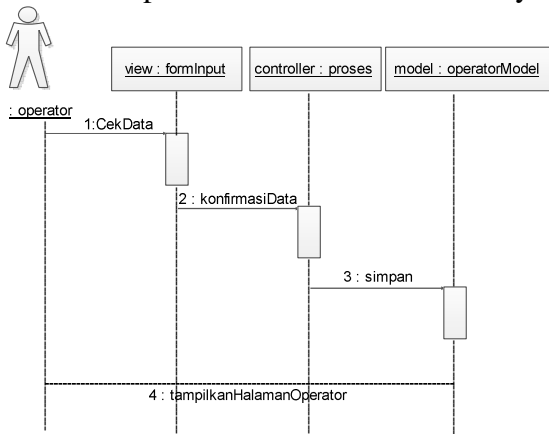 view : formInput
controller : proses
model : operatorModel
: operator
1:CekData
2 : konfirmasiData
3 : simpan
4 : tampilkanHalamanOperator